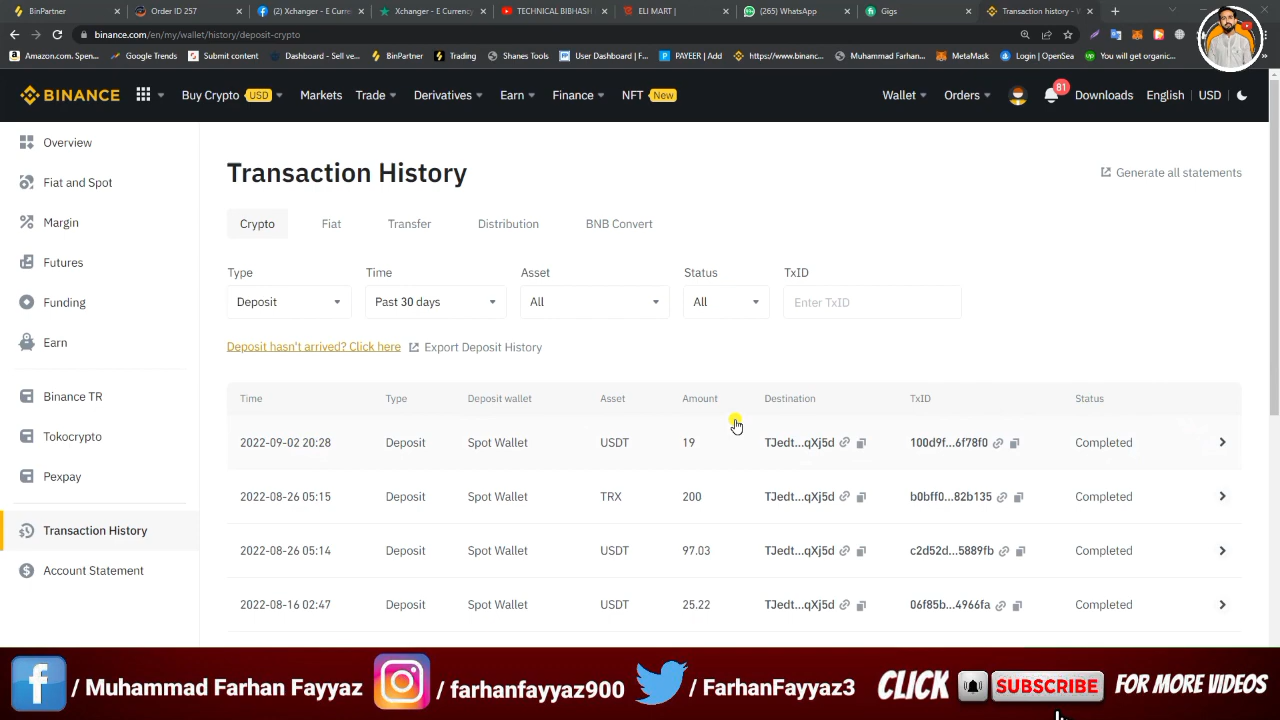 BinPartner
Order ID 257
(2) Xchanger - E Curren
Xchanger - E Currency
TECHNICAL BIBHASH
ELI MART |
(265) WhatsApp
Gigs
Transaction history -
binance.com/en/my/wallet/history/deposit-crypto
Amazon.com. Spen...
Google Trends
Submit content
Dashboard – Sell ve...
BinPartner
Trading
Shanes Tools
User Dashboard | F...
PAYEER | Add
https://www.binanc...
Muhammad Farhan...
MetaMask
Login | OpenSea
You will get organic...
BINANCE
Buy Crypto USD
Markets
Trade
Derivatives
Earn
Finance
NFT New
Wallet
Orders
81
Downloads
English
USD
Overview
Fiat and Spot
Margin
Futures
Funding
Earn
Binance TR
Tokocrypto
Pexpay
Transaction History
Account Statement
Transaction History
Generate all statements
Crypto Fiat Transfer Distribution BNB Convert
Type Time Asset Status TxID
Deposit Past 30 days All All Enter TxID
Deposit hasn't arrived? Click here Export Deposit History
Time Type Deposit wallet Asset Amount Destination TxID Status
2022-09-02 20:28 Deposit Spot Wallet USDT 19 TJedt...qXj5d 100d9f...6f78f0 Completed
2022-08-26 05:15 Deposit Spot Wallet TRX 200 TJedt...qXj5d b0bff0...82b135 Completed
2022-08-26 05:14 Deposit Spot Wallet USDT 97.03 TJedt...qXj5d c2d52d...5889fb Completed
2022-08-16 02:47 Deposit Spot Wallet USDT 25.22 TJedt...qXj5d 06f85b...4966fa Completed
/ Muhammad Farhan Fayyaz
/ farhanfayyaz900
/ FarhanFayyaz3
CLICK SUBSCRIBE FOR MORE VIDEOS